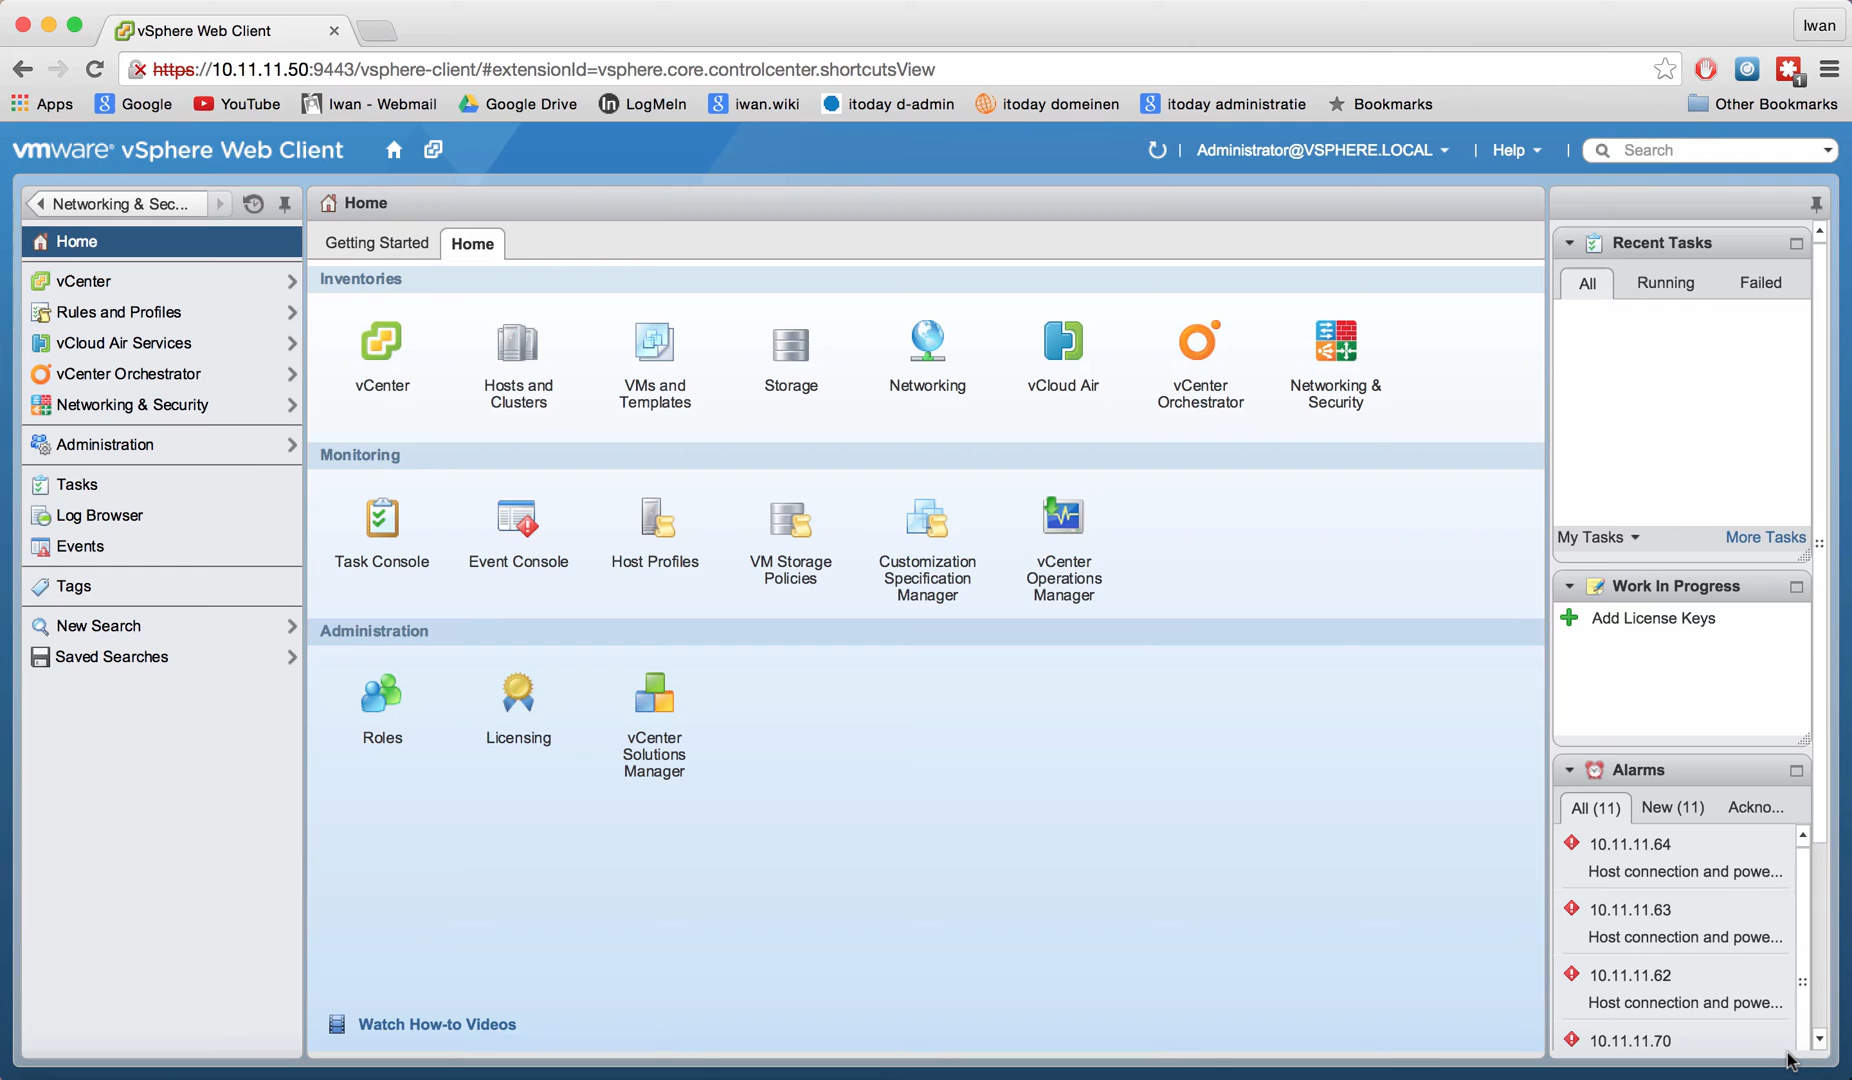 vSphere Web Client
Iwan
https://10.11.11.50:9443/vsphere-client/#extensionId=vsphere.core.controlcenter.shortcutsView
1
Apps Google YouTube Iwan - Webmail Google Drive LogMeIn iwan.wiki itoday d-admin itoday domeinen itoday administratie Bookmarks Other Bookmarks
vmware® vSphere Web Client
Administrator@VSPHERE.LOCAL | Help | Search
Networking & Sec...
Home
vCenter
Rules and Profiles
vCloud Air Services
vCenter Orchestrator
Networking & Security
Administration
Tasks
Log Browser
Events
Tags
New Search
Saved Searches
Home
Getting Started Home
Inventories
vCenter
Hosts and
Clusters
VMs and
Templates
Storage
Networking
vCloud Air
vCenter
Orchestrator
Networking &
Security
Monitoring
Task Console
Event Console
Host Profiles
VM Storage
Policies
Customization
Specification
Manager
vCenter
Operations
Manager
Administration
Roles
Licensing
vCenter
Solutions
Manager
Watch How-to Videos
Recent Tasks
All Running Failed
My Tasks More Tasks
Work In Progress
Add License Keys
Alarms
All (11) New (11) Ackno...
10.11.11.64
Host connection and powe...
10.11.11.63
Host connection and powe...
10.11.11.62
Host connection and powe...
10.11.11.70